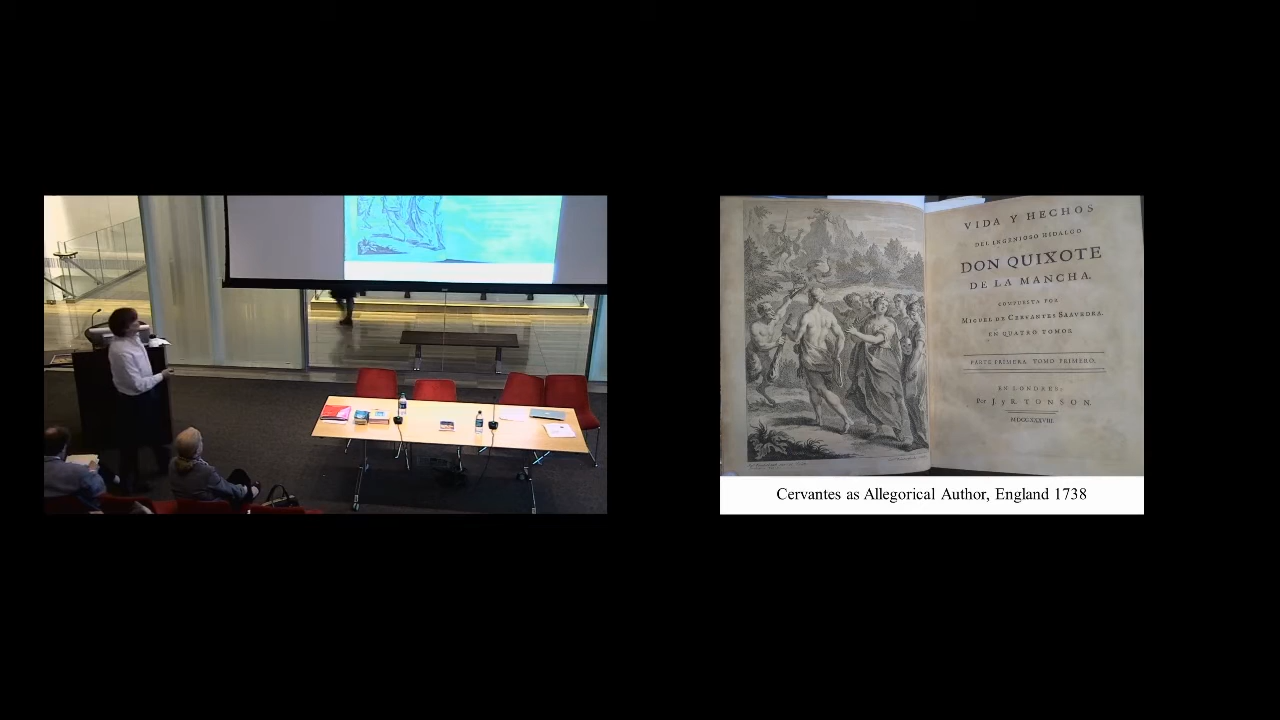 VIDA Y HECHOS
DEL INGENIOSO HIDALGO
DON QUIXOTE
DE LA MANCHA.
COMPUESTA POR
MIGUEL DE CERVANTES SAAVEDRA.
EN QUATRO TOMOS.
PARTE PRIMERA. TOMO PRIMERO.
EN LONDRES:
Por J. y R. TONSON.
MDCCXXXVIII.
Cervantes as Allegorical Author, England 1738